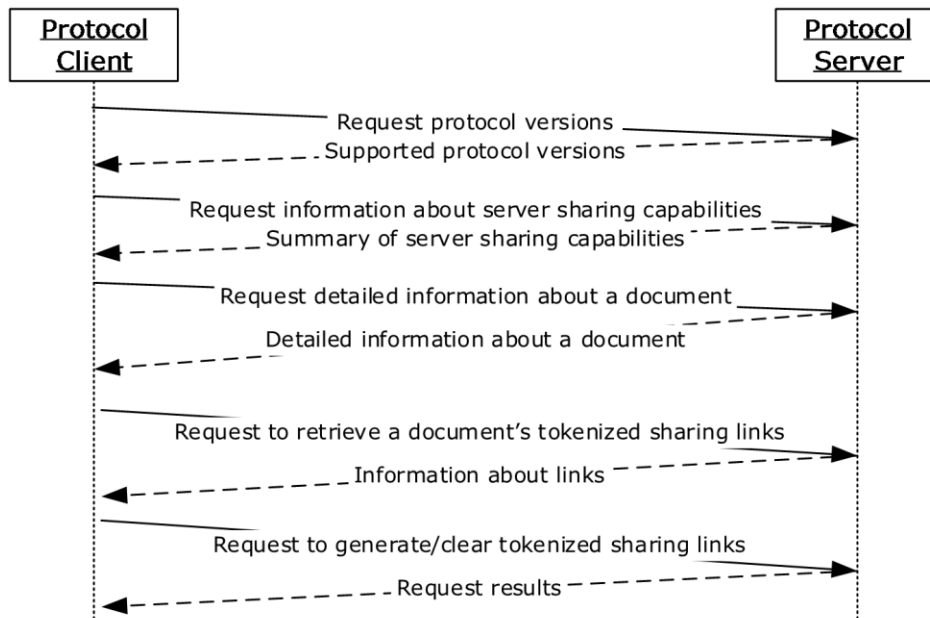 Protocol
Client
Protocol
Server
Request protocol versions
Supported protocol versions
Request information about server sharing capabilities
Summary of server sharing capabilities
Request detailed information about a document
Detailed information about a document
Request to retrieve a document’s tokenized sharing links
Information about links
Request to generate/clear tokenized sharing links
Request results